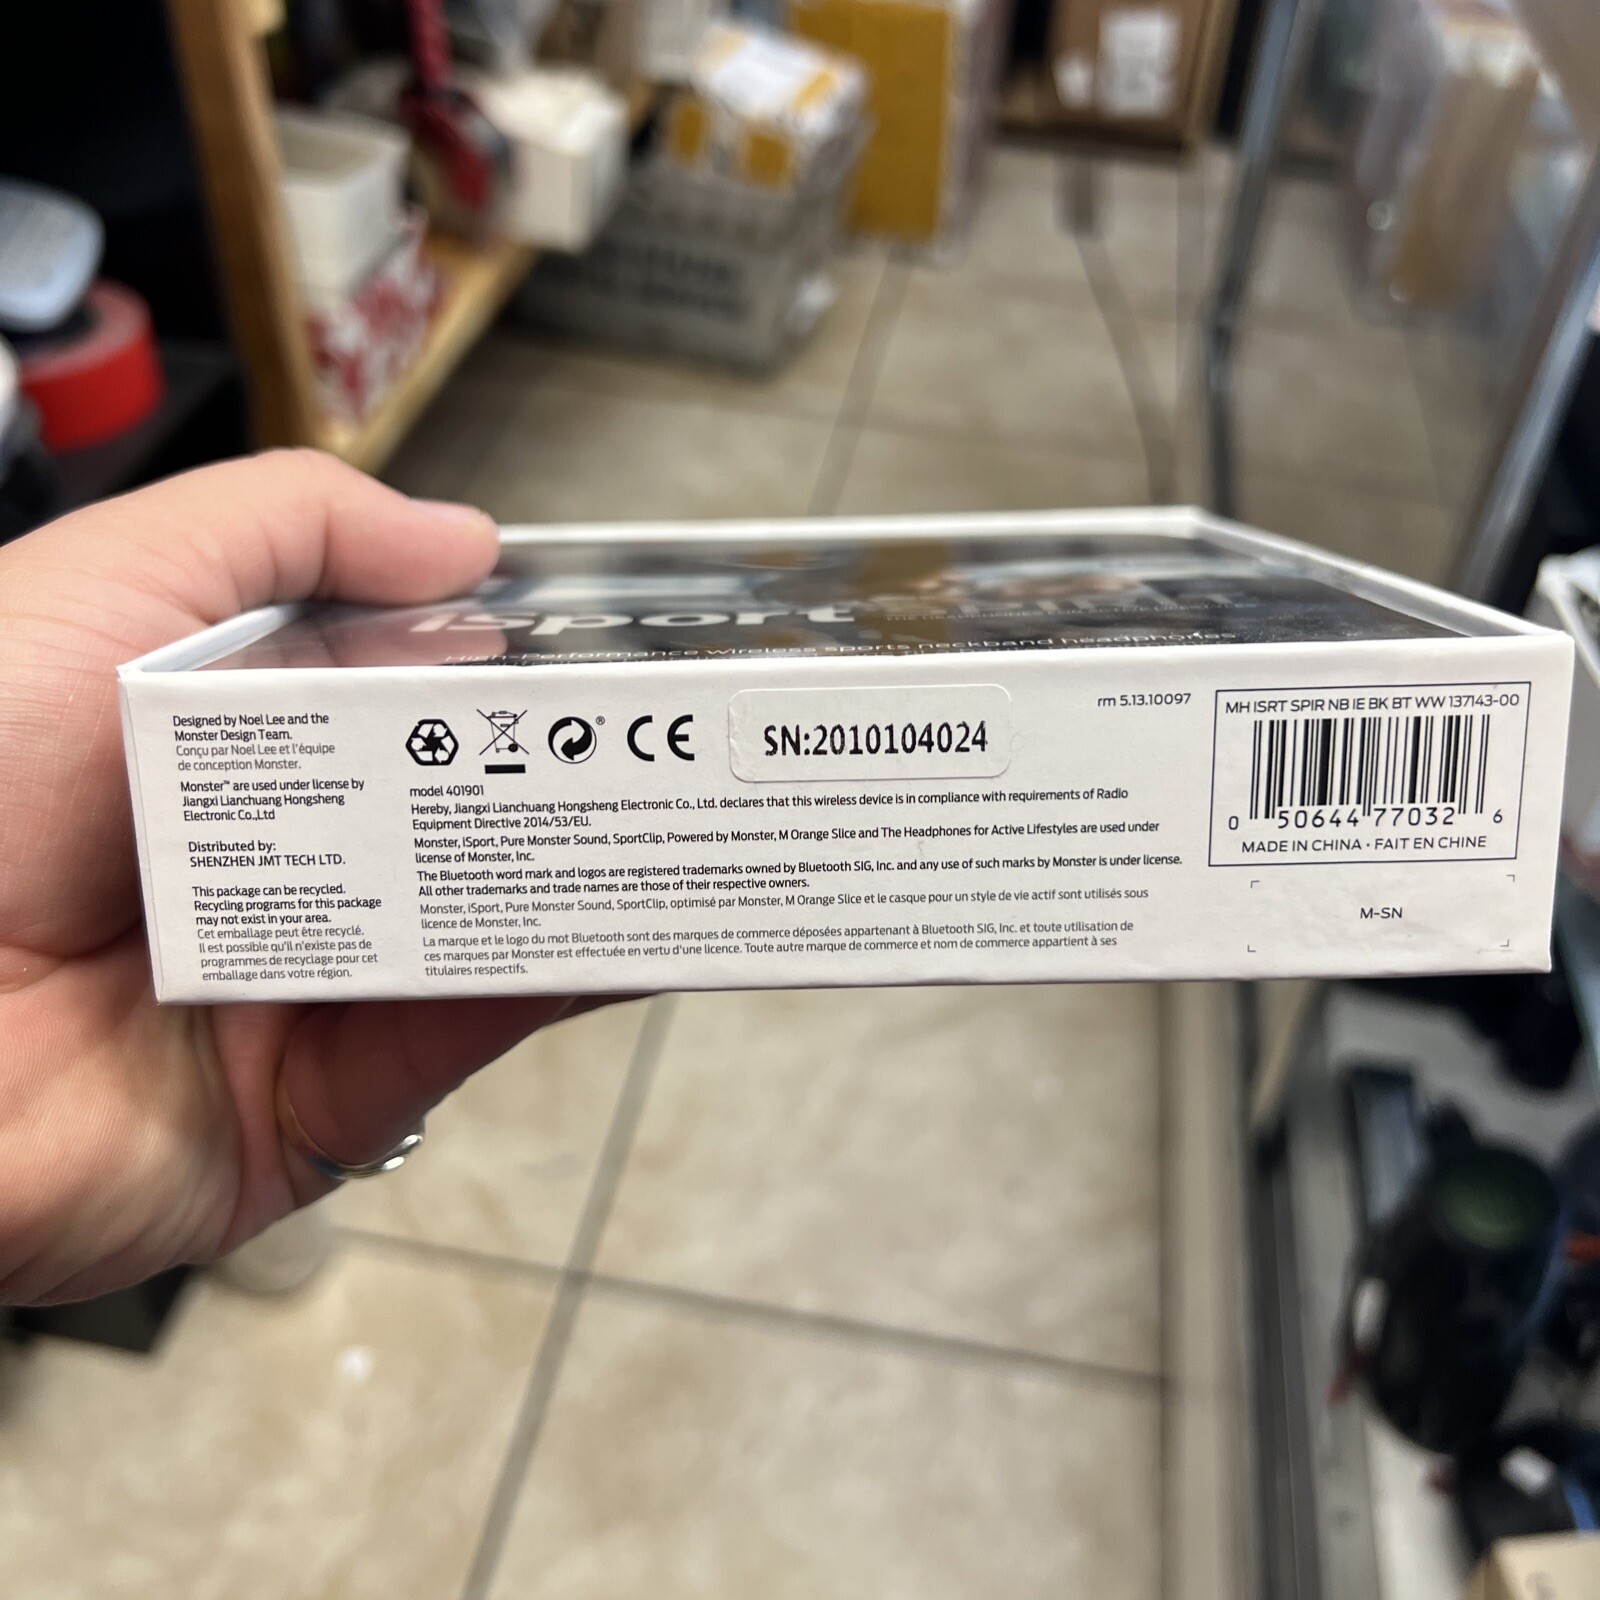 iSport
THE HEADPHONES FOR ACTIVE LIFESTYLES
High-Performance wireless sports neckband headphones
Designed by Noel Lee and the
Monster Design Team.
Conçu par Noel Lee et l'équipe
de conception Monster.
Monster™ are used under license by
Jiangxi Lianchuang Hongsheng
Electronic Co.,Ltd
Distributed by:
SHENZHEN JMT TECH LTD.
This package can be recycled.
Recycling programs for this package
may not exist in your area.
Cet emballage peut être recyclé.
Il est possible qu'il n'existe pas de
programmes de recyclage pour cet
emballage dans votre région.
® CE
SN:2010104024
model 401901
Hereby, Jiangxi Lianchuang Hongsheng Electronic Co., Ltd. declares that this wireless device is in compliance with requirements of Radio
Equipment Directive 2014/53/EU.
Monster, iSport, Pure Monster Sound, SportClip, Powered by Monster, M Orange Slice and The Headphones for Active Lifestyles are used under
license of Monster, Inc.
The Bluetooth word mark and logos are registered trademarks owned by Bluetooth SIG, Inc. and any use of such marks by Monster is under license.
All other trademarks and trade names are those of their respective owners.
Monster, iSport, Pure Monster Sound, SportClip, optimisé par Monster, M Orange Slice et le casque pour un style de vie actif sont utilisés sous
licence de Monster, Inc.
La marque et le logo du mot Bluetooth sont des marques de commerce déposées appartenant à Bluetooth SIG, Inc. et toute utilisation de
ces marques par Monster est effectuée en vertu d'une licence. Toute autre marque de commerce et nom de commerce appartient à ses
titulaires respectifs.
rm 5.13.10097
MH ISRT SPIR NB IE BK BT WW 137143-00
0 50644 77032 6
MADE IN CHINA • FAIT EN CHINE
M-SN